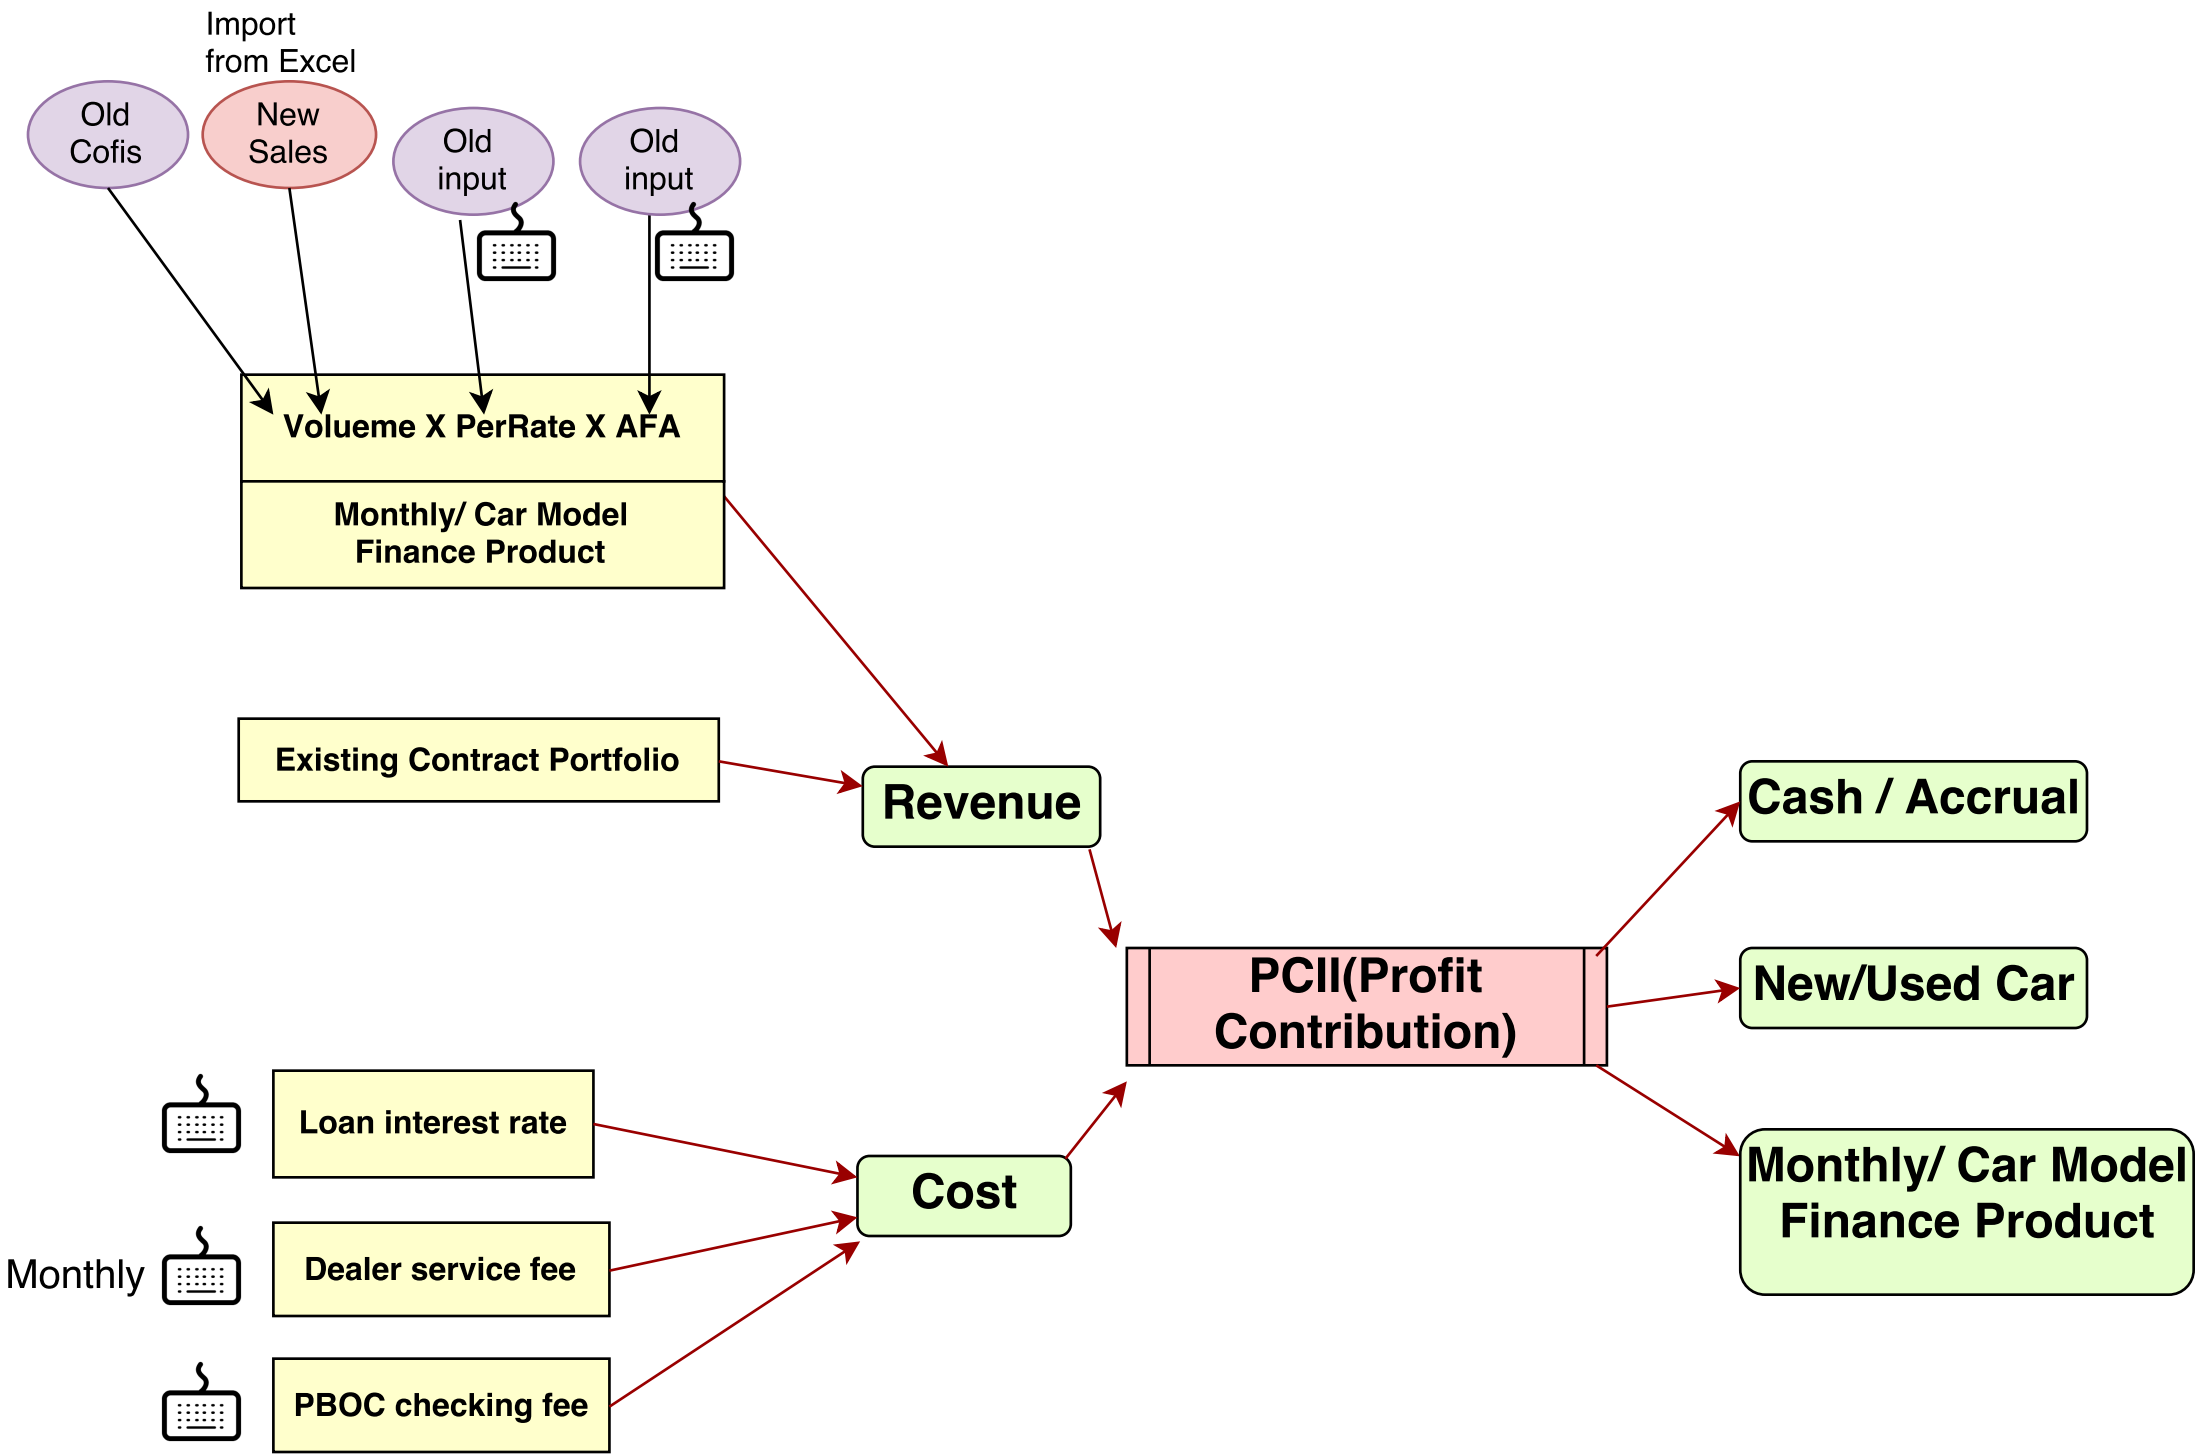 Import
from Excel
Old
Cofis
New
Sales
Old
input
Old
input
Volueme X PerRate X AFA
Monthly/ Car Model
Finance Product
Existing Contract Portfolio
Revenue
Cash / Accrual
PCII(Profit
Contribution)
New/Used Car
Loan interest rate
Cost
Monthly/ Car Model
Finance Product
Monthly
Dealer service fee
PBOC checking fee